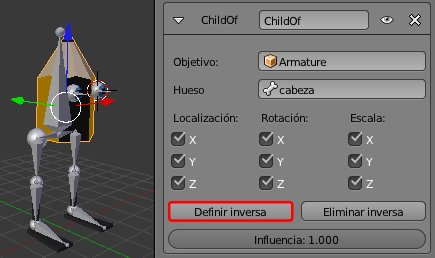 ChildOf ChildOf
Objetivo: Armature
Hueso cabeza
Localización: Rotación: Escala:
X X X
Y Y Y
Z Z Z
Definir inversa Eliminar inversa
Influencia: 1.000